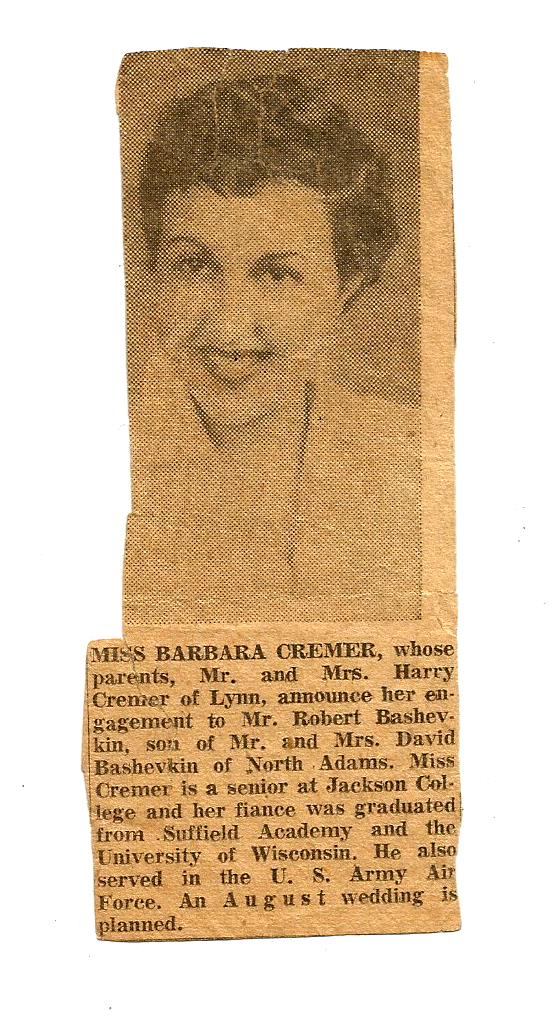 MISS BARBARA CREMER, whose
parents, Mr. and Mrs. Harry
Cremer of Lynn, announce her en-
gagement to Mr. Robert Bashev-
kin, son of Mr. and Mrs. David
Bashevkin of North Adams. Miss
Cremer is a senior at Jackson Col-
lege and her fiance was graduated
from Suffield Academy and the
University of Wisconsin. He also
served in the U. S. Army Air
Force. An August wedding is
planned.